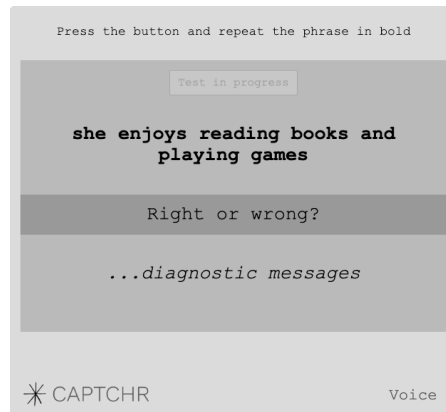 Press the button and repeat the phrase in bold
Test in progress
she enjoys reading books and
playing games
Right or wrong?
...diagnostic messages
CAPTCHR
Voice